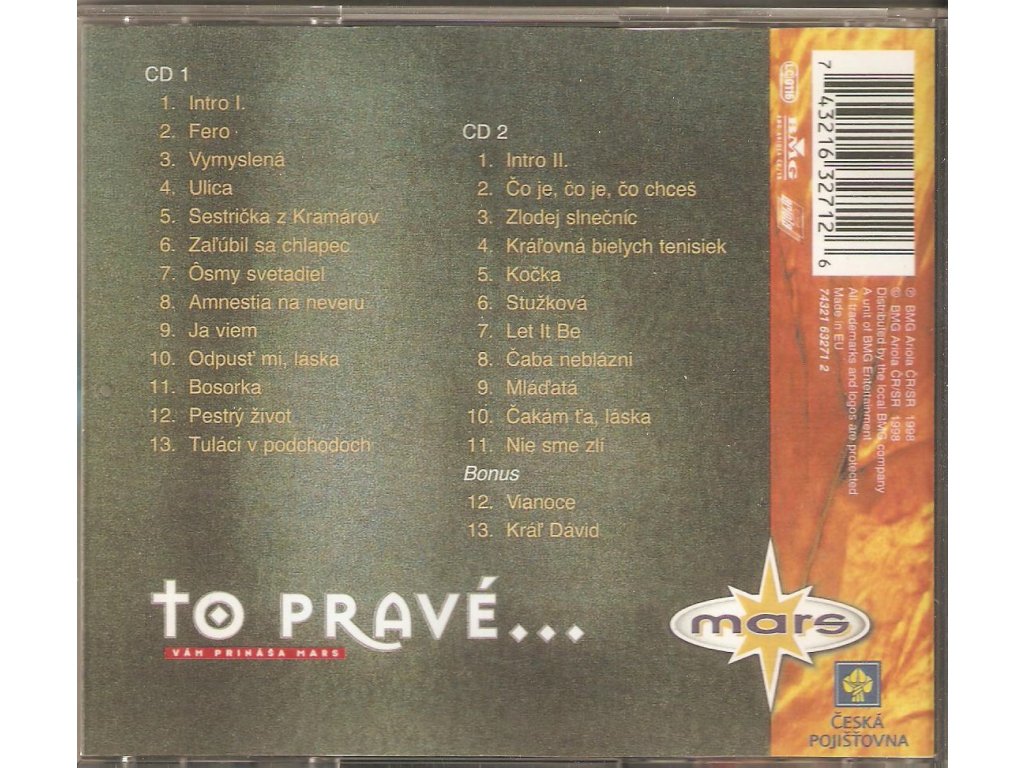 CD 1
1. Intro I.
2. Fero
3. Vymyslená
4. Ulica
5. Sestrička z Kramárov
6. Zaľúbil sa chlapec
7. Ôsmy svetadiel
8. Amnestia na neveru
9. Ja viem
10. Odpusť mi, láska
11. Bosorka
12. Pestrý život
13. Tuláci v podchodoch
CD 2
1. Intro II.
2. Čo je, čo je, čo chceš
3. Zlodej slnečníc
4. Kráľovná bielych tenisiek
5. Kočka
6. Stužková
7. Let It Be
8. Čaba neblázni
9. Mláďatá
10. Čakám ťa, láska
11. Nie sme zlí
Bonus
12. Vianoce
13. Kráľ Dávid
TO PRAVÉ...
VÁM PRINÁŠA MARS
mars
ČESKÁ
POJIŠŤOVNA
7 43216 32712 6
BMG
℗ BMG Ariola ČR/SR 1998
© BMG Ariola ČR/SR 1998
Distributed by the local BMG company
A unit of BMG Entertainment
All trademarks and logos are protected
Made in EU
74321 63271 2